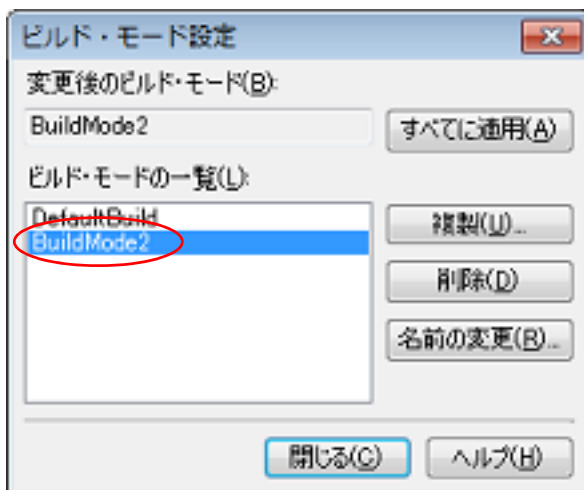 ビルド・モード設定
変更後のビルド・モード(B):
BuildMode2
すべてに適用(A)
ビルド・モードの一覧(L):
DefaultBuild
BuildMode2
複製(U)...
削除(D)
名前の変更(R)...
閉じる(C)
ヘルプ(H)